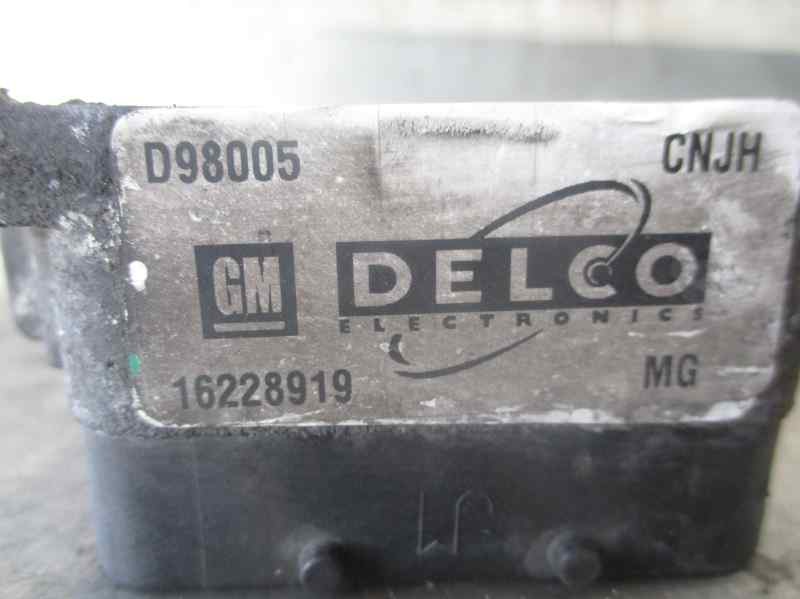 D98005 CNJH
GM DELCO
ELECTRONICS
16228919 MG